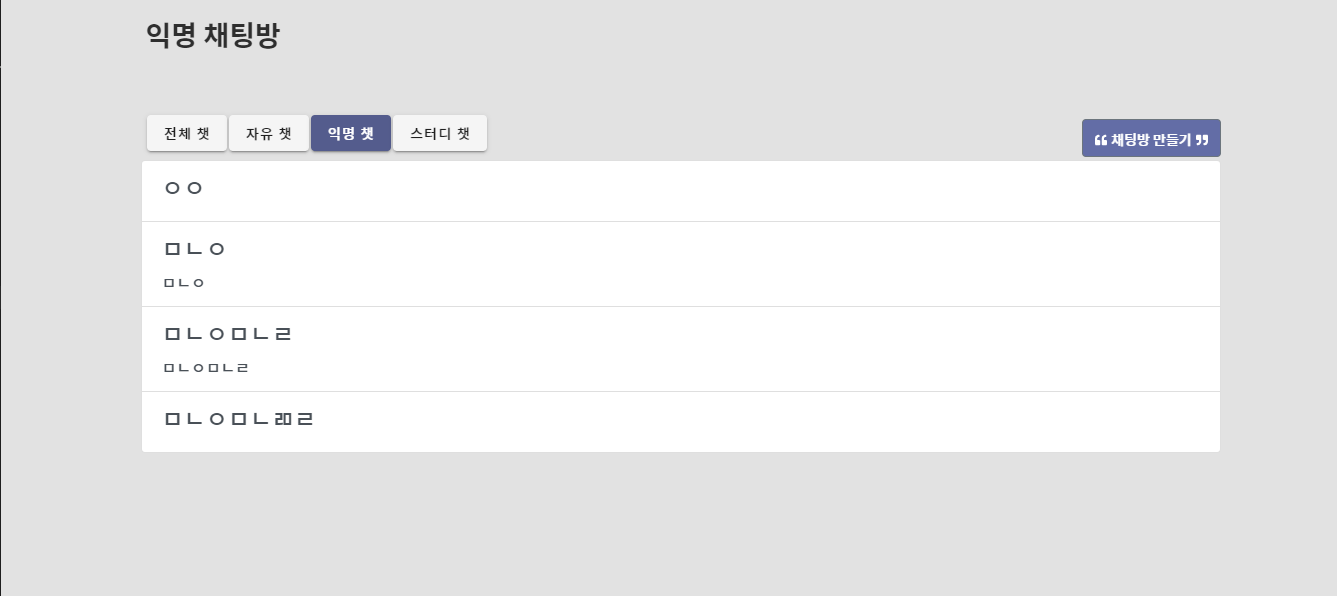 익명 채팅방
전체 챗 자유 챗 익명 챗 스터디 챗
❝ 채팅방 만들기 ❞
ㅇㅇ
ㅁㄴㅇ
ㅁㄴㅇ
ㅁㄴㅇㅁㄴㄹ
ㅁㄴㅇㅁㄴㄹ
ㅁㄴㅇㅁㄴㄻㄹ